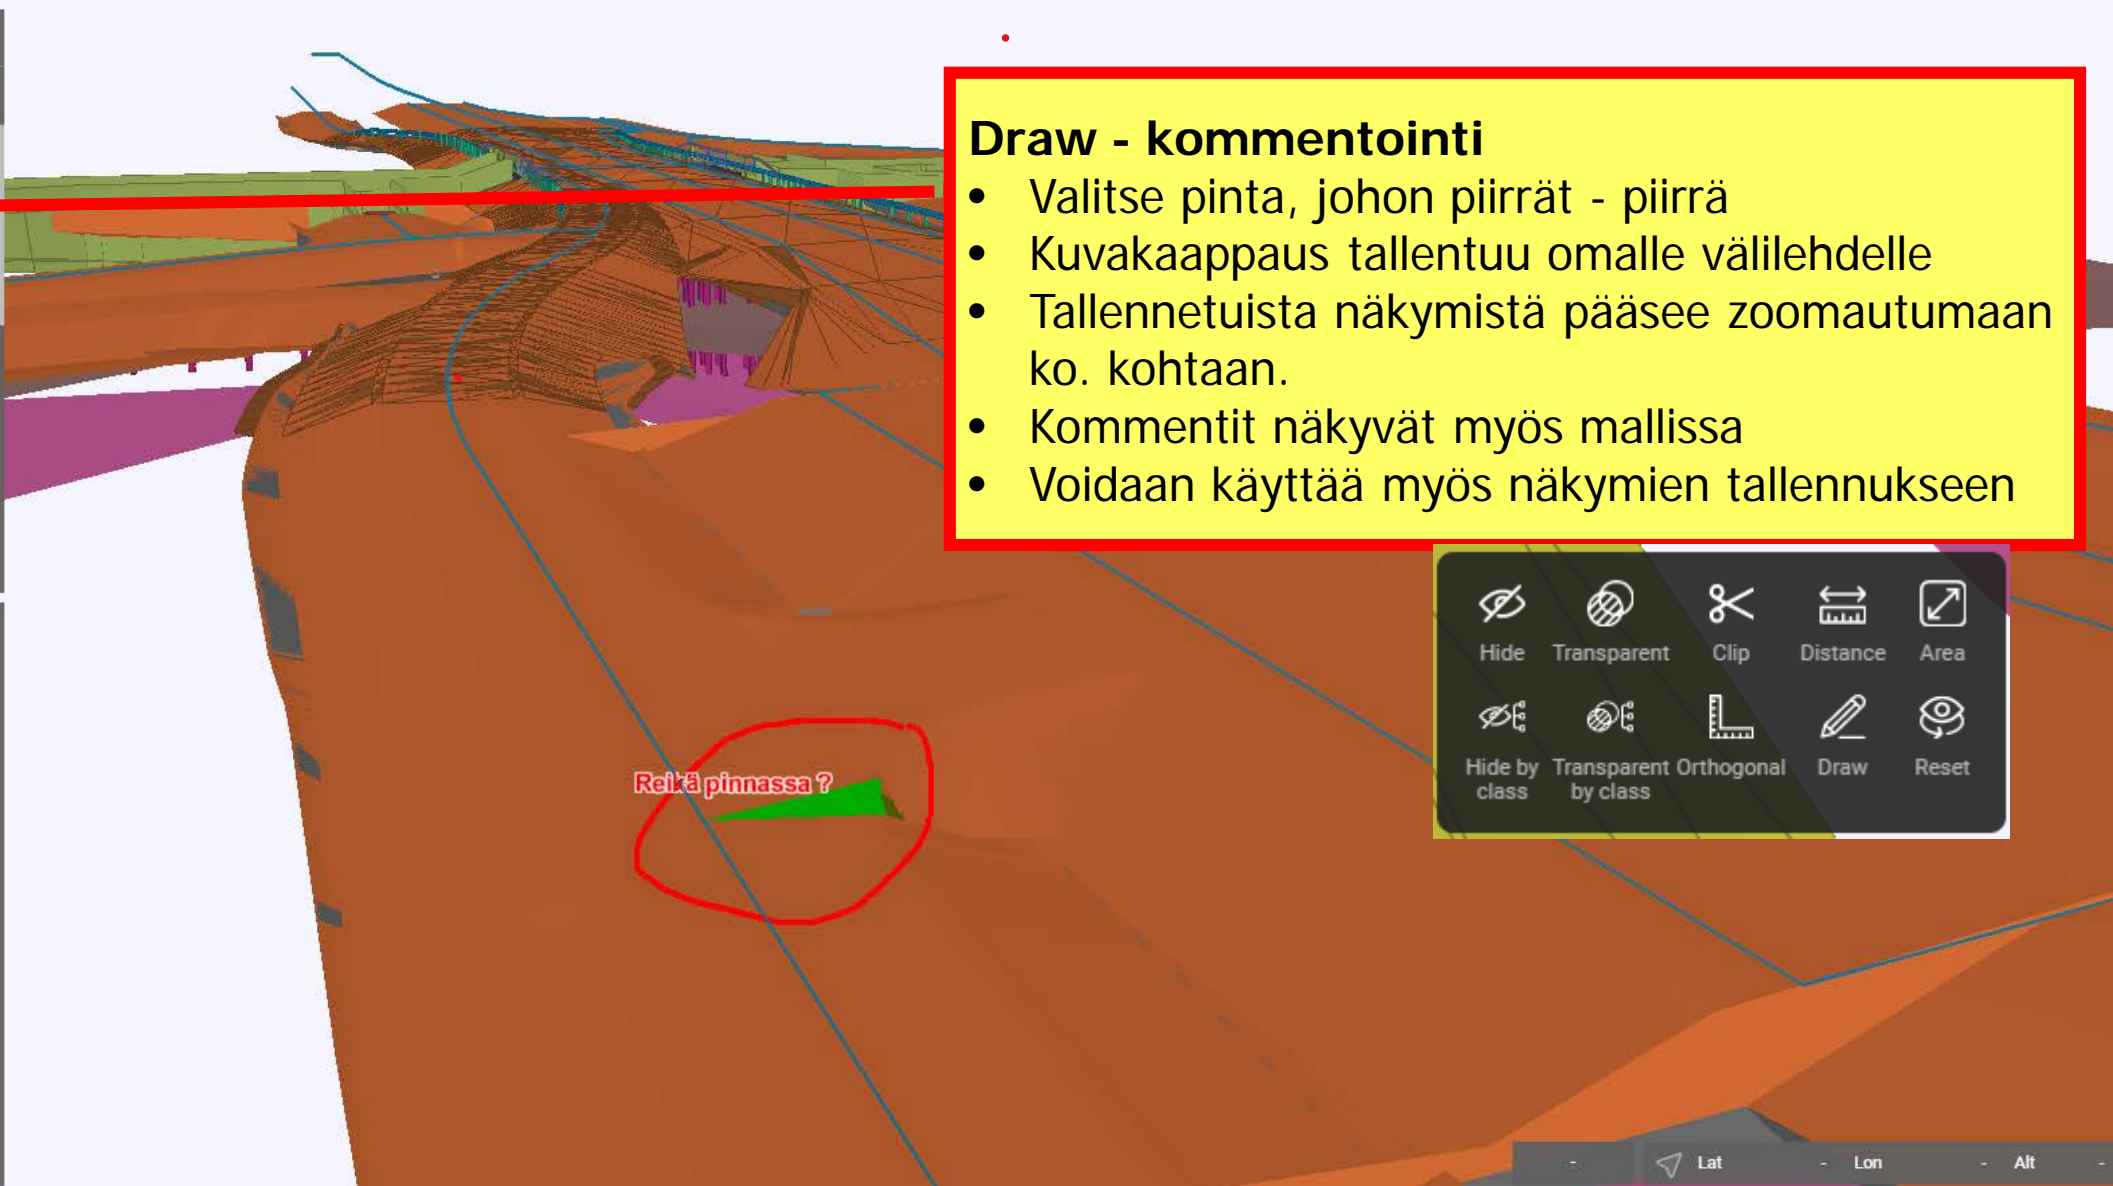 Draw - kommentointi
• Valitse pinta, johon piirrät - piirrä
• Kuvakaappaus tallentuu omalle välilehdelle
• Tallennetuista näkymistä pääsee zoomautumaan
ko. kohtaan.
• Kommentit näkyvät myös mallissa
• Voidaan käyttää myös näkymien tallennukseen
Hide Transparent Clip Distance Area
Hide by class Transparent by class Orthogonal Draw Reset
Reikä pinnassa ?
- Lat - Lon - Alt -